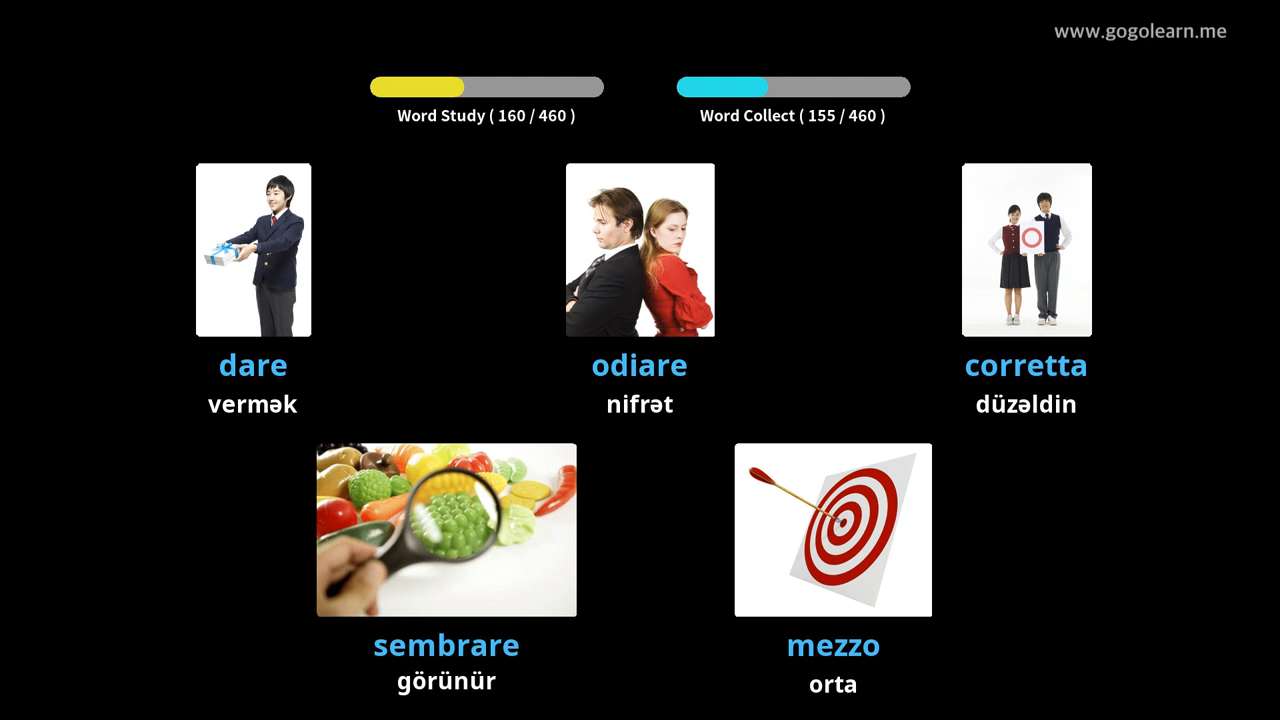 www.gogolearn.me
Word Study ( 160 / 460 )
Word Collect ( 155 / 460 )
dare
vermək
odiare
nifrət
corretta
düzəldin
sembrare
görünür
mezzo
orta